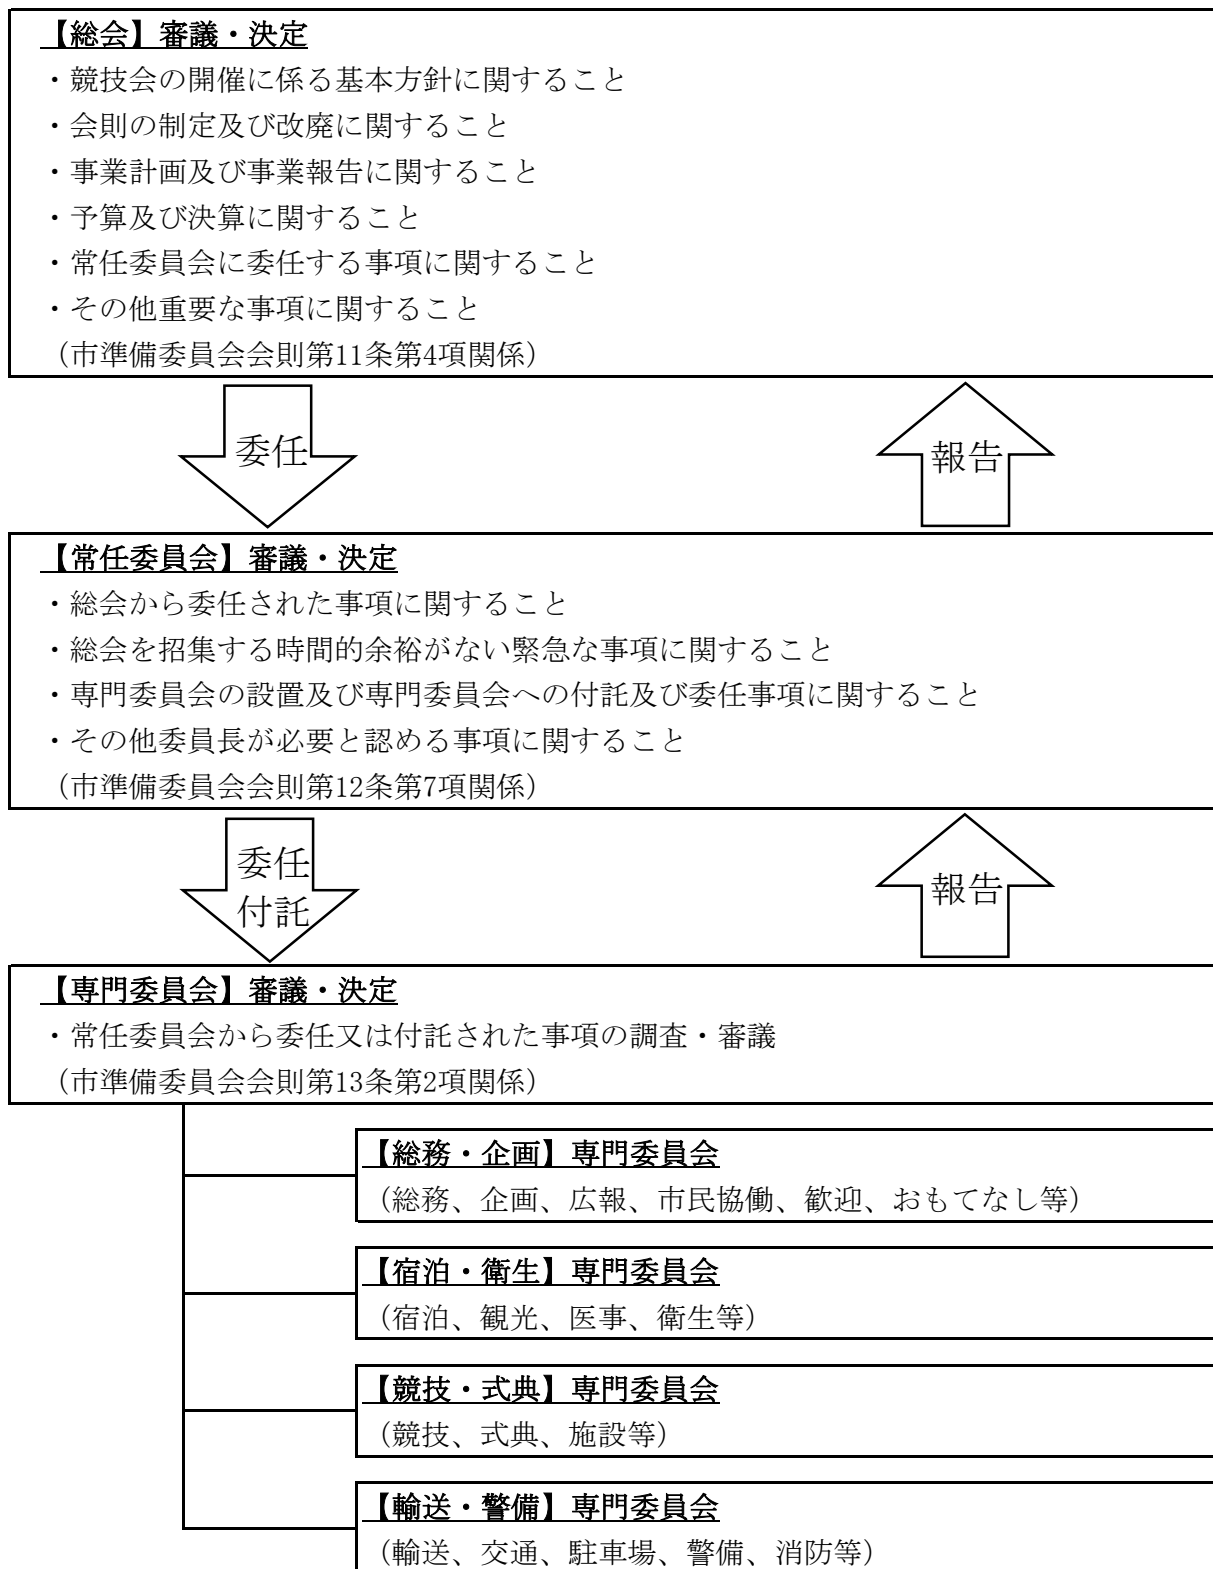 【総会】審議・決定
・競技会の開催に係る基本方針に関すること
・会則の制定及び改廃に関すること
・事業計画及び事業報告に関すること
・予算及び決算に関すること
・常任委員会に委任する事項に関すること
・その他重要な事項に関すること
（市準備委員会会則第11条第4項関係）
委任
報告
【常任委員会】審議・決定
・総会から委任された事項に関すること
・総会を招集する時間的余裕がない緊急な事項に関すること
・専門委員会の設置及び専門委員会への付託及び委任事項に関すること
・その他委員長が必要と認める事項に関すること
（市準備委員会会則第12条第7項関係）
委任
付託
報告
【専門委員会】審議・決定
・常任委員会から委任又は付託された事項の調査・審議
（市準備委員会会則第13条第2項関係）
【総務・企画】専門委員会
（総務、企画、広報、市民協働、歓迎、おもてなし等）
【宿泊・衛生】専門委員会
（宿泊、観光、医事、衛生等）
【競技・式典】専門委員会
（競技、式典、施設等）
【輸送・警備】専門委員会
（輸送、交通、駐車場、警備、消防等）